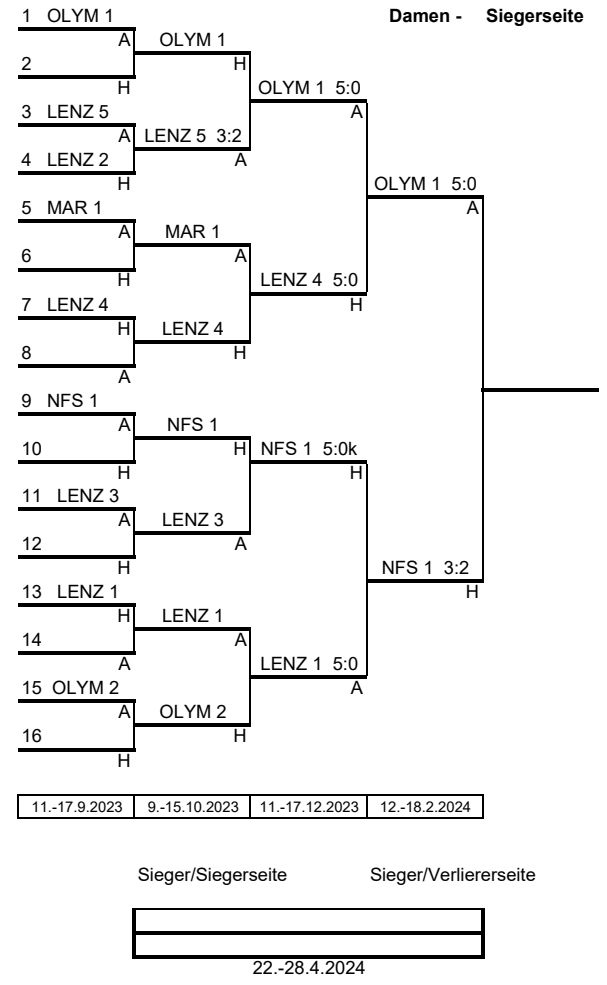 1 OLYM 1 Damen - Siegerseite
A OLYM 1
2 H
H OLYM 1 5:0
3 LENZ 5 A
A LENZ 5 3:2
4 LENZ 2 A
H OLYM 1 5:0
5 MAR 1 A
A MAR 1
6 A
H LENZ 4 5:0
7 LENZ 4 H
H LENZ 4
8 H
A
9 NFS 1
A NFS 1
10 H NFS 1 5:0k
H H
11 LENZ 3
A LENZ 3
12 A
H NFS 1 3:2
13 LENZ 1 H
H LENZ 1
14 A
A LENZ 1 5:0
15 OLYM 2 A
A OLYM 2
16 H
H
11.-17.9.2023 9.-15.10.2023 11.-17.12.2023 12.-18.2.2024
Sieger/Siegerseite Sieger/Verliererseite
22.-28.4.2024